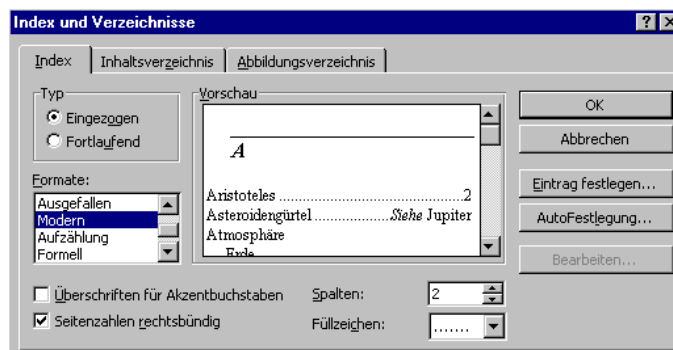 Index und Verzeichnisse
Index
Inhaltsverzeichnis
Abbildungsverzeichnis
Typ
Eingezogen
Fortlaufend
Formate:
Ausgefallen
Modern
Aufzählung
Formell
Vorschau
A
Aristoteles ..............................................2
Asteroidengürtel....................Siehe Jupiter
Atmosphäre
Erde
OK
Abbrechen
Eintrag festlegen...
AutoFestlegung...
Bearbeiten...
Überschriften für Akzentbuchstaben
Seitenzahlen rechtsbündig
Spalten: 2
Füllzeichen: .......